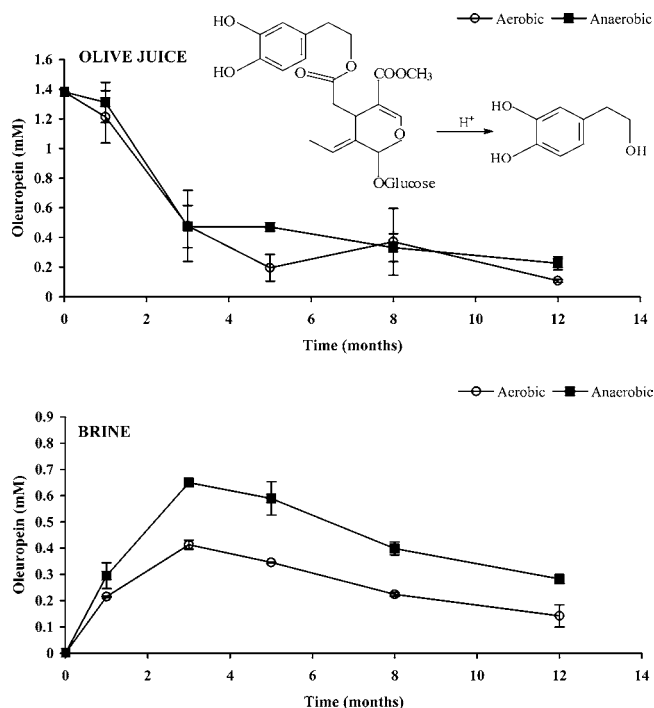 Aerobic Anaerobic
OLIVE JUICE
HO
HO
O
O
COOCH3
O
OGlucose
H+
HO
HO
OH
Oleuropein (mM)
1.6
1.4
1.2
1
0.8
0.6
0.4
0.2
0
0 2 4 6 8 10 12 14
Time (months)
Aerobic Anaerobic
BRINE
Oleuropein (mM)
0.9
0.8
0.7
0.6
0.5
0.4
0.3
0.2
0.1
0
0 2 4 6 8 10 12 14
Time (months)